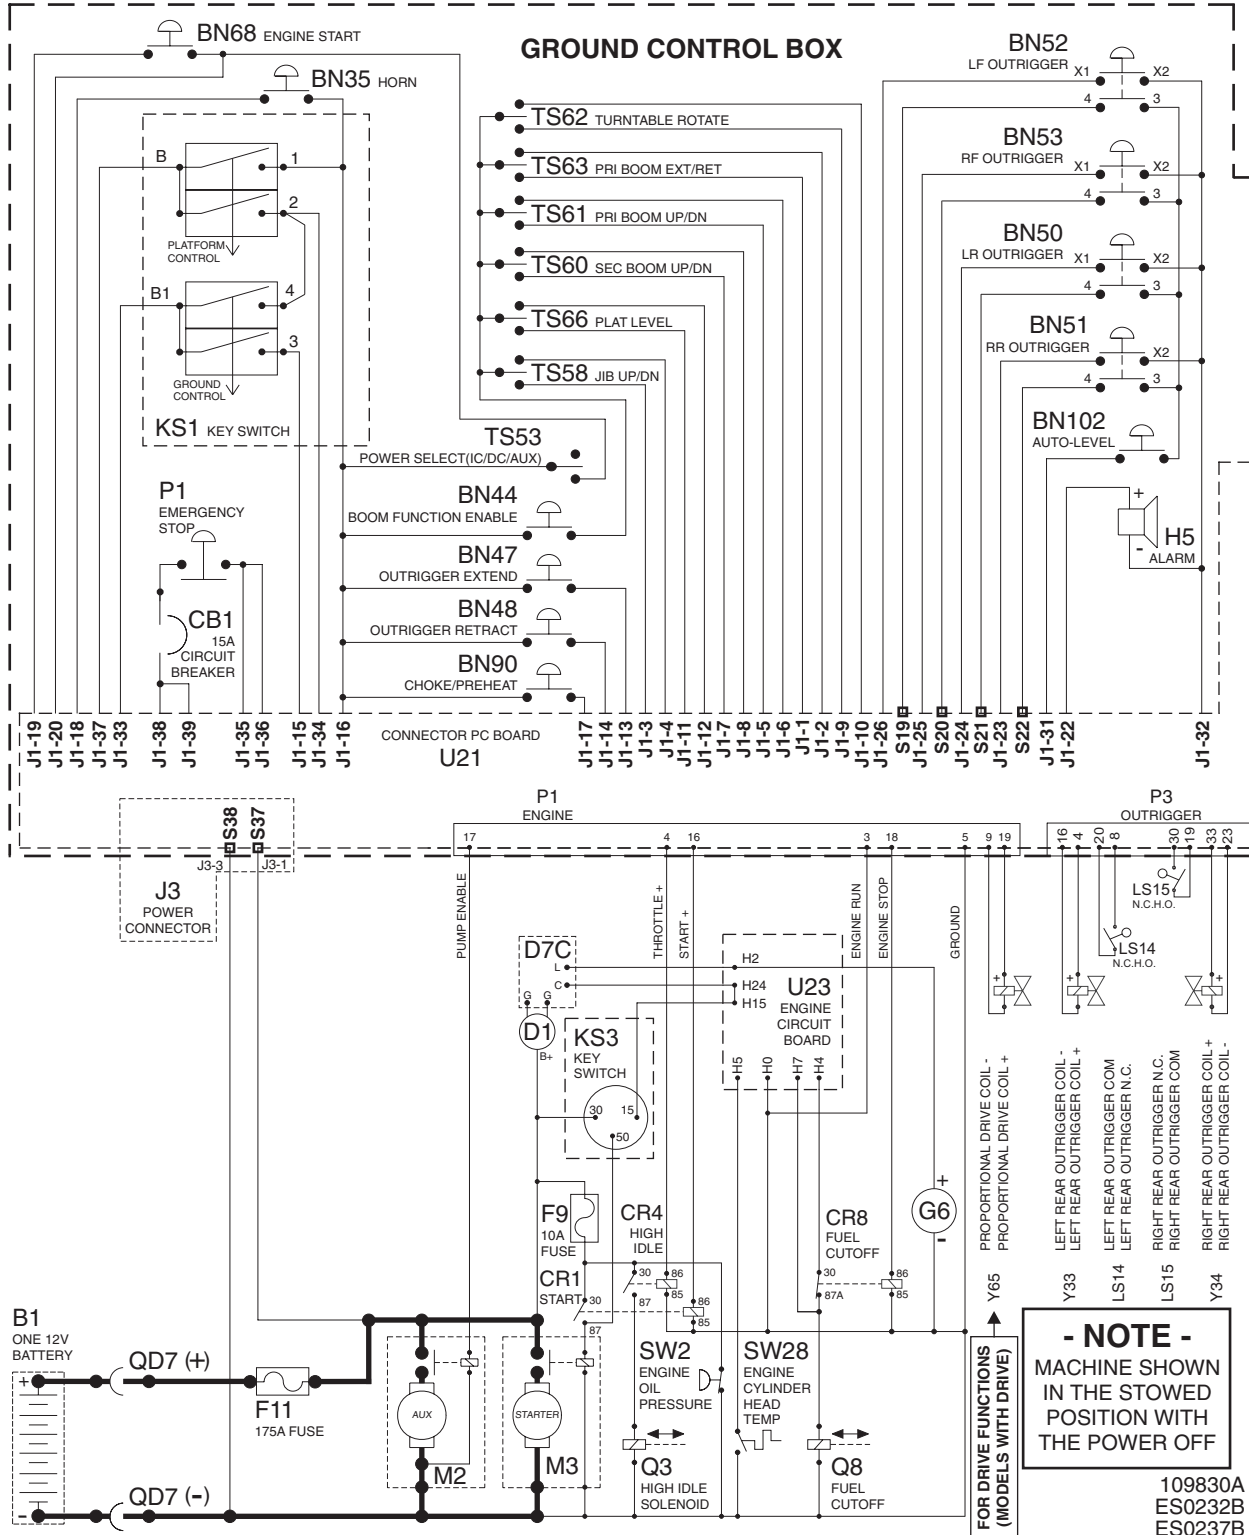 GROUND CONTROL BOX
BN68 ENGINE START
BN35 HORN
B
1
2
PLATFORM
CONTROL
B1
4
3
GROUND
CONTROL
KS1 KEY SWITCH
P1
EMERGENCY
STOP
CB1
15A
CIRCUIT
BREAKER
TS62 TURNTABLE ROTATE
TS63 PRI BOOM EXT/RET
TS61 PRI BOOM UP/DN
TS60 SEC BOOM UP/DN
TS66 PLAT LEVEL
TS58 JIB UP/DN
TS53
POWER SELECT(IC/DC/AUX)
BN44
BOOM FUNCTION ENABLE
BN47
OUTRIGGER EXTEND
BN48
OUTRIGGER RETRACT
BN90
CHOKE/PREHEAT
BN52
LF OUTRIGGER
X1
X2
4
3
BN53
RF OUTRIGGER
X1
X2
4
3
BN50
LR OUTRIGGER
X1
X2
4
3
BN51
RR OUTRIGGER
X2
4
3
BN102
AUTO-LEVEL
+
-
H5
ALARM
J1-19
J1-20
J1-18
J1-37
J1-33
J1-38
J1-39
J1-35
J1-36
J1-15
J1-34
J1-16
CONNECTOR PC BOARD
U21
J1-17
J1-14
J1-13
J1-3
J1-4
J1-11
J1-12
J1-7
J1-8
J1-5
J1-6
J1-1
J1-2
J1-9
J1-10
J1-26
S19
J1-25
S20
J1-24
S21
J1-23
S22
J1-31
J1-22
J1-32
S38
S37
J3-3
J3-1
J3
POWER
CONNECTOR
P1
ENGINE
17
4
16
3
18
5
9
19
P3
OUTRIGGER
16
4
20
8
30
19
33
23
PUMP ENABLE
THROTTLE +
START +
ENGINE RUN
ENGINE STOP
GROUND
LS15
N.C.H.O.
LS14
N.C.H.O.
+
+
+
D7C
L
C
G
G
D1
B+
KS3
KEY
SWITCH
30
15
50
H2
H24
H15
U23
ENGINE
CIRCUIT
BOARD
H5
H0
H7
H4
F9
10A
FUSE
CR4
HIGH
IDLE
30
86
85
87
CR1
START
30
86
85
87
CR8
FUEL
CUTOFF
30
86
85
87A
+
G6
-
PROPORTIONAL DRIVE COIL -
PROPORTIONAL DRIVE COIL +
Y65
LEFT REAR OUTRIGGER COIL -
LEFT REAR OUTRIGGER COIL +
Y33
LEFT REAR OUTRIGGER COM
LEFT REAR OUTRIGGER N.C.
LS14
RIGHT REAR OUTRIGGER N.C.
RIGHT REAR OUTRIGGER COM
LS15
RIGHT REAR OUTRIGGER COIL +
RIGHT REAR OUTRIGGER COIL -
Y34
FOR DRIVE FUNCTIONS
(MODELS WITH DRIVE)
B1
ONE 12V
BATTERY
+
-
QD7 (+)
QD7 (-)
F11
175A FUSE
AUX
M2
STARTER
M3
SW2
ENGINE
OIL
PRESSURE
SW28
ENGINE
CYLINDER
HEAD
TEMP
Q3
HIGH IDLE
SOLENOID
Q8
FUEL
CUTOFF
- NOTE -
MACHINE SHOWN
IN THE STOWED
POSITION WITH
THE POWER OFF
109830A
ES0232B
ES0237B